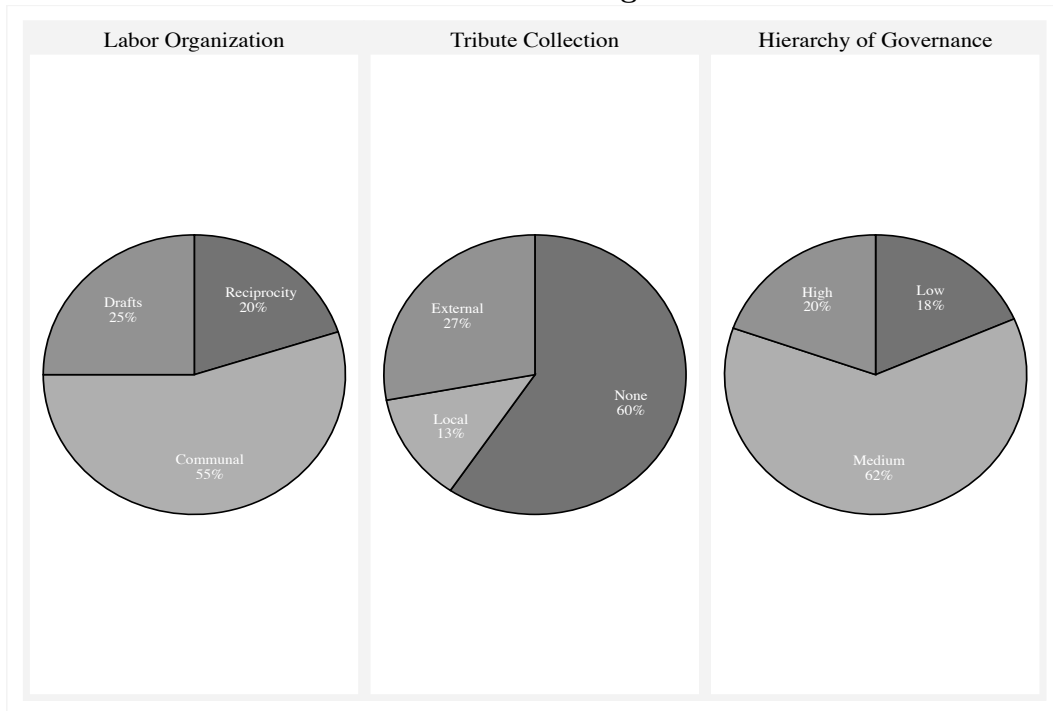 Labor Organization
Tribute Collection
Hierarchy of Governance
Drafts
25%
Reciprocity
20%
Communal
55%
External
27%
Local
13%
None
60%
High
20%
Low
18%
Medium
62%